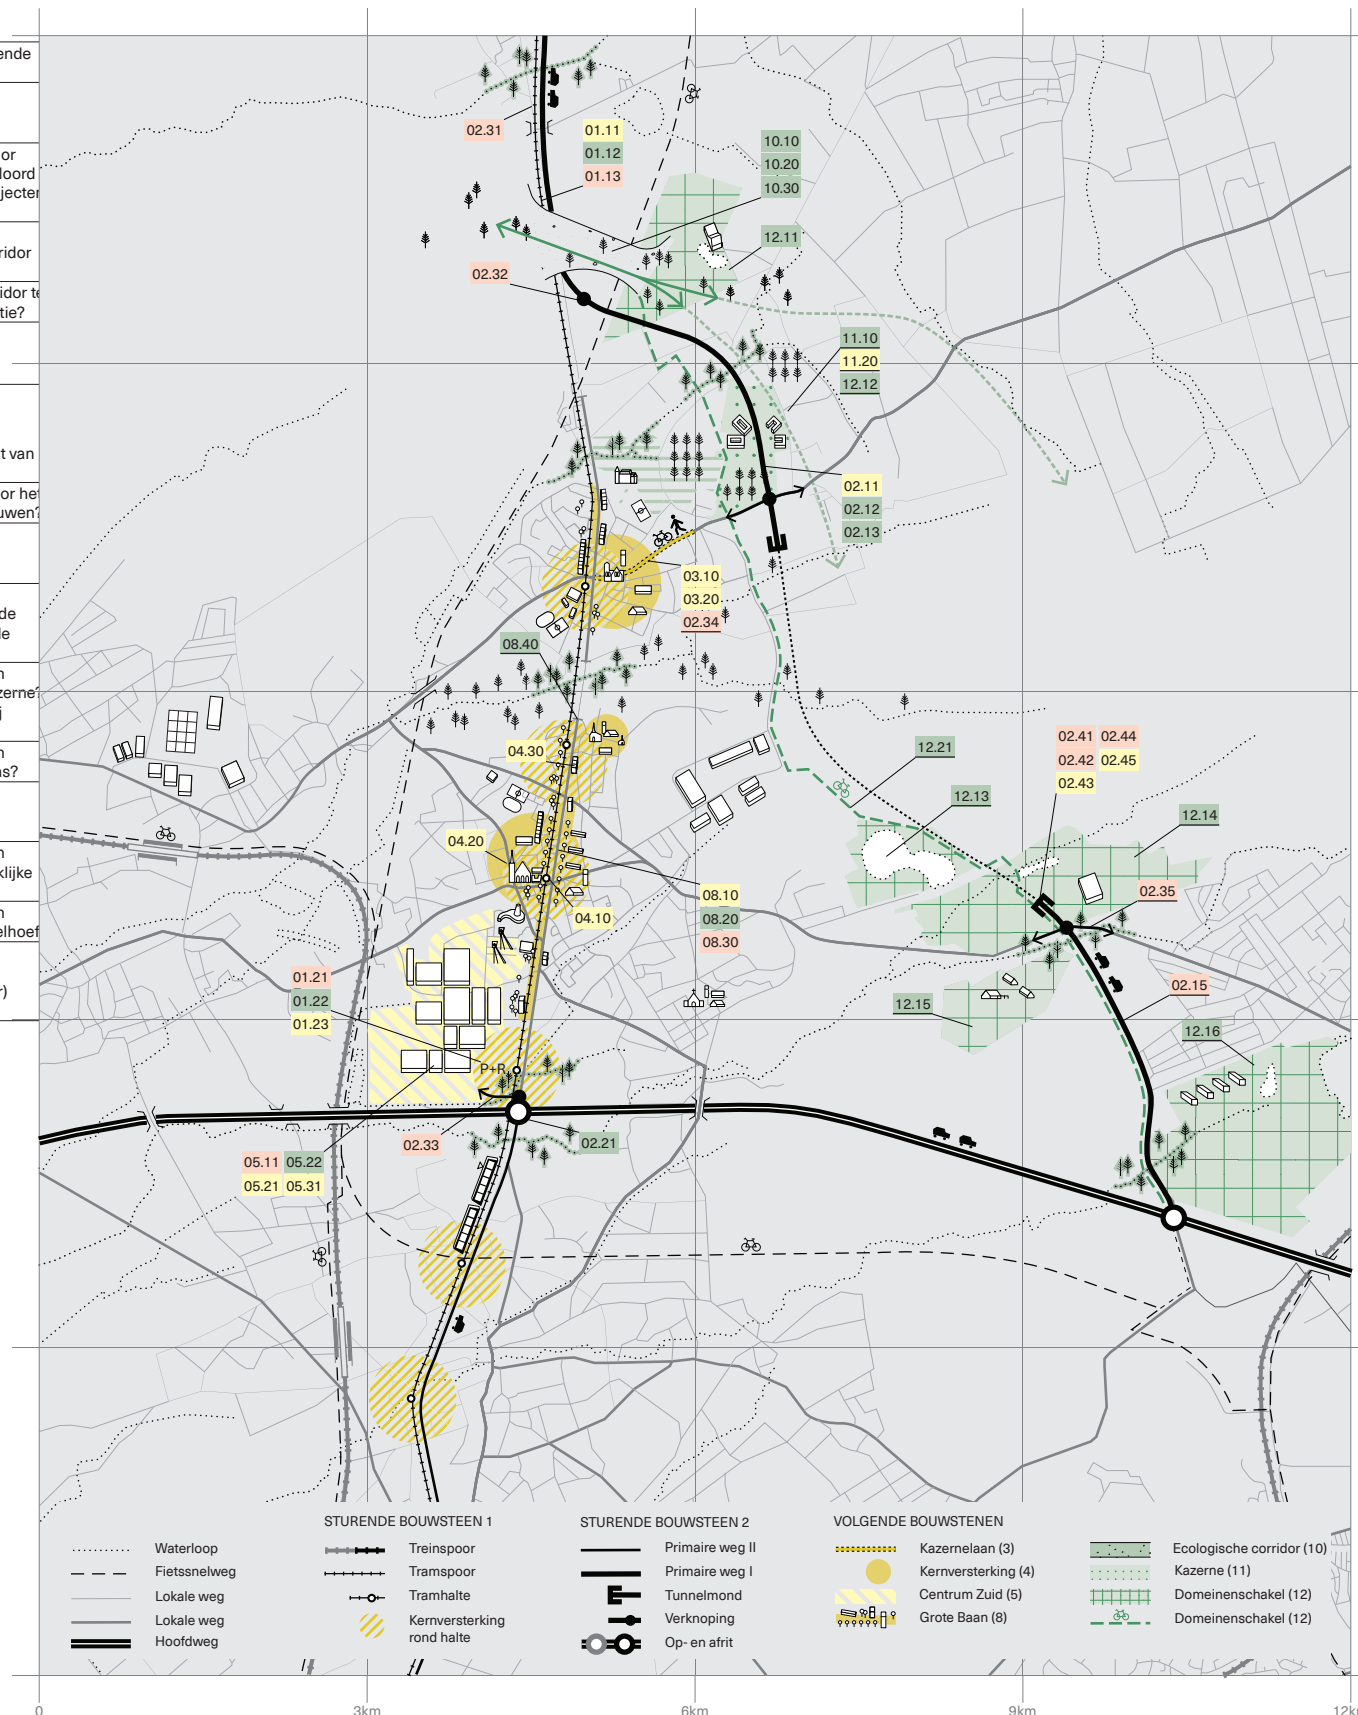 ende
or
loord
jecter
ridor
idor te
tie?
t van
or het
uwen?
de
le
n
zerne?
j
n
as?
n
klijke
n
elhoef
r)
02.31
01.11
01.12
01.13
10.10
10.20
10.30
12.11
02.32
11.10
11.20
12.12
02.11
02.12
02.13
03.10
03.20
02.34
08.40
04.30
12.21
02.41 02.44
02.42 02.45
02.43
12.13
12.14
04.20
02.35
08.10
08.20
08.30
04.10
01.21
01.22
01.23
02.15
12.15
12.16
P+R
02.33
02.21
05.11 05.22
05.21 05.31
STURENDE BOUWSTEEN 1
STURENDE BOUWSTEEN 2
VOLGENDE BOUWSTENEN
Waterloop
Fietssnelweg
Lokale weg
Lokale weg
Hoofdweg
Treinspoor
Tramspoor
Tramhalte
Kernversterking
rond halte
Primaire weg II
Primaire weg I
Tunnelmond
Verknoping
Op- en afrit
Kazernelaan (3)
Kernversterking (4)
Centrum Zuid (5)
Grote Baan (8)
Ecologische corridor (10)
Kazerne (11)
Domeinenschakel (12)
Domeinenschakel (12)
0
3km
6km
9km
12km